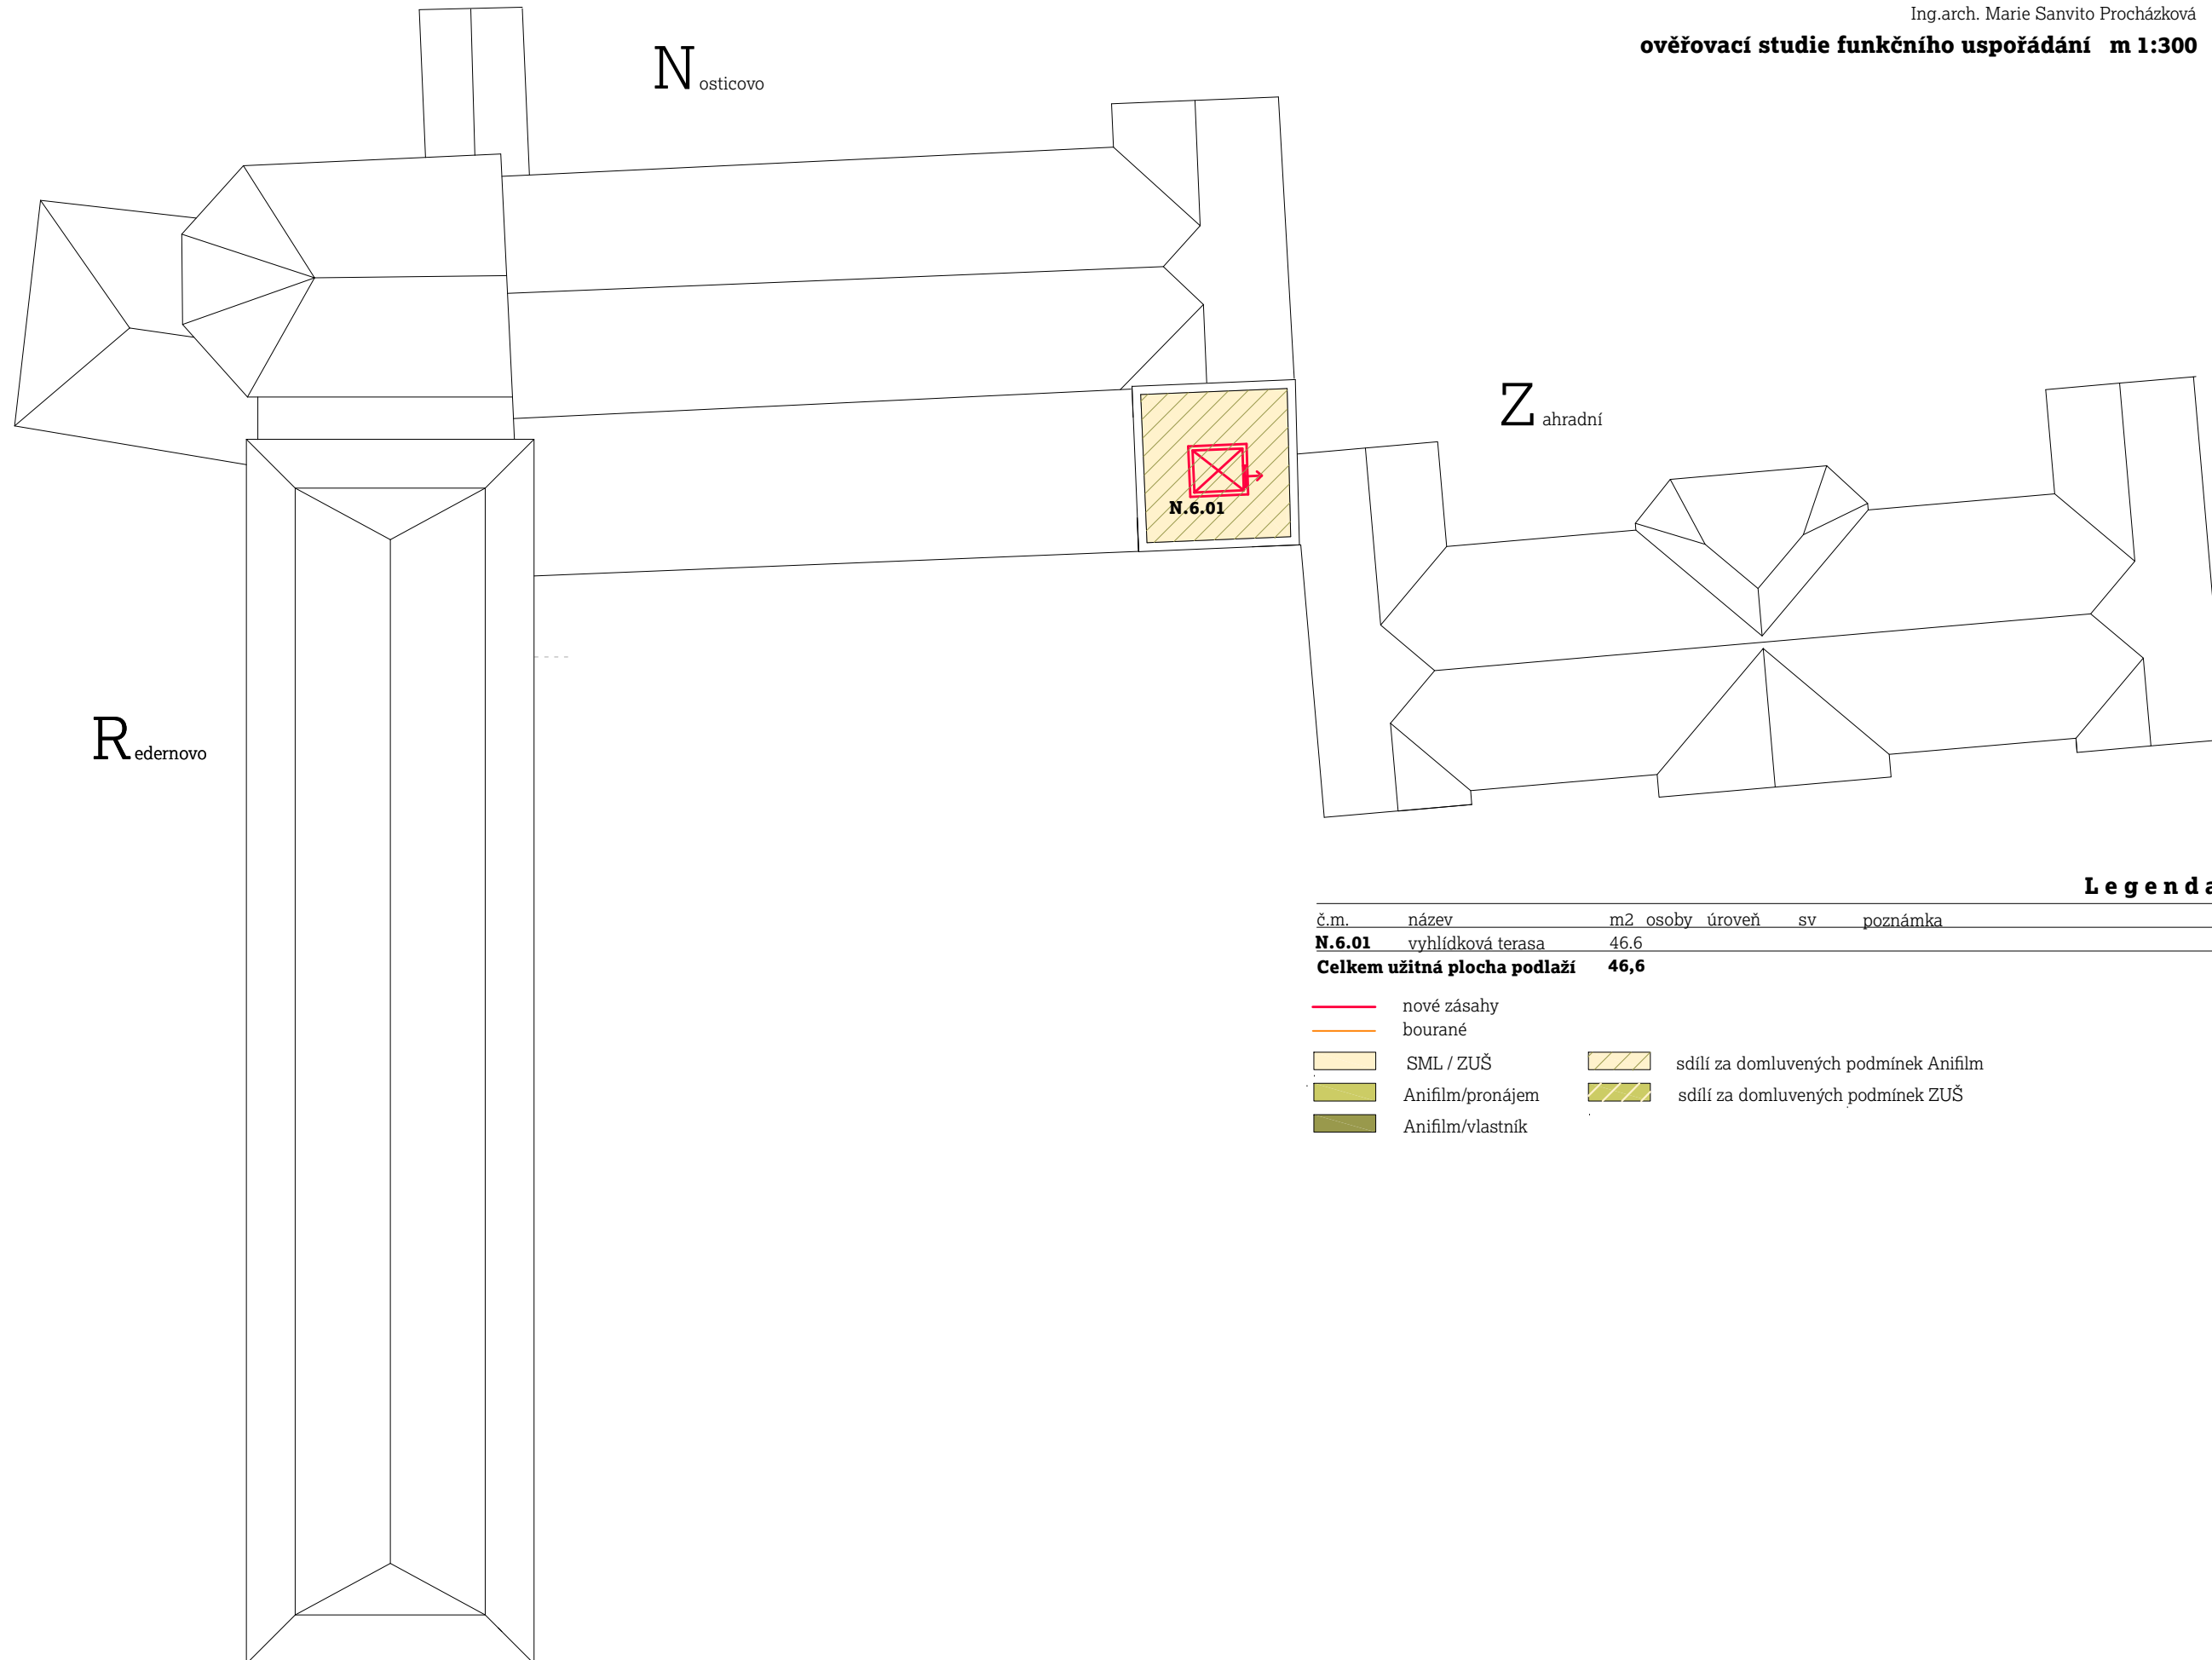 Ing.arch. Marie Sanvito Procházková
ověřovací studie funkčního uspořádání m 1:300
Nosticovo
Zahradní
N.6.01
Redernovo
Legenda
č.m. název m2 osoby úroveň sv poznámka
N.6.01 vyhlídková terasa 46.6
Celkem užitná plocha podlaží 46,6
nové zásahy
bourané
SML / ZUŠ sdílí za domluvených podmínek Anifilm
Anifilm/pronájem sdílí za domluvených podmínek ZUŠ
Anifilm/vlastník